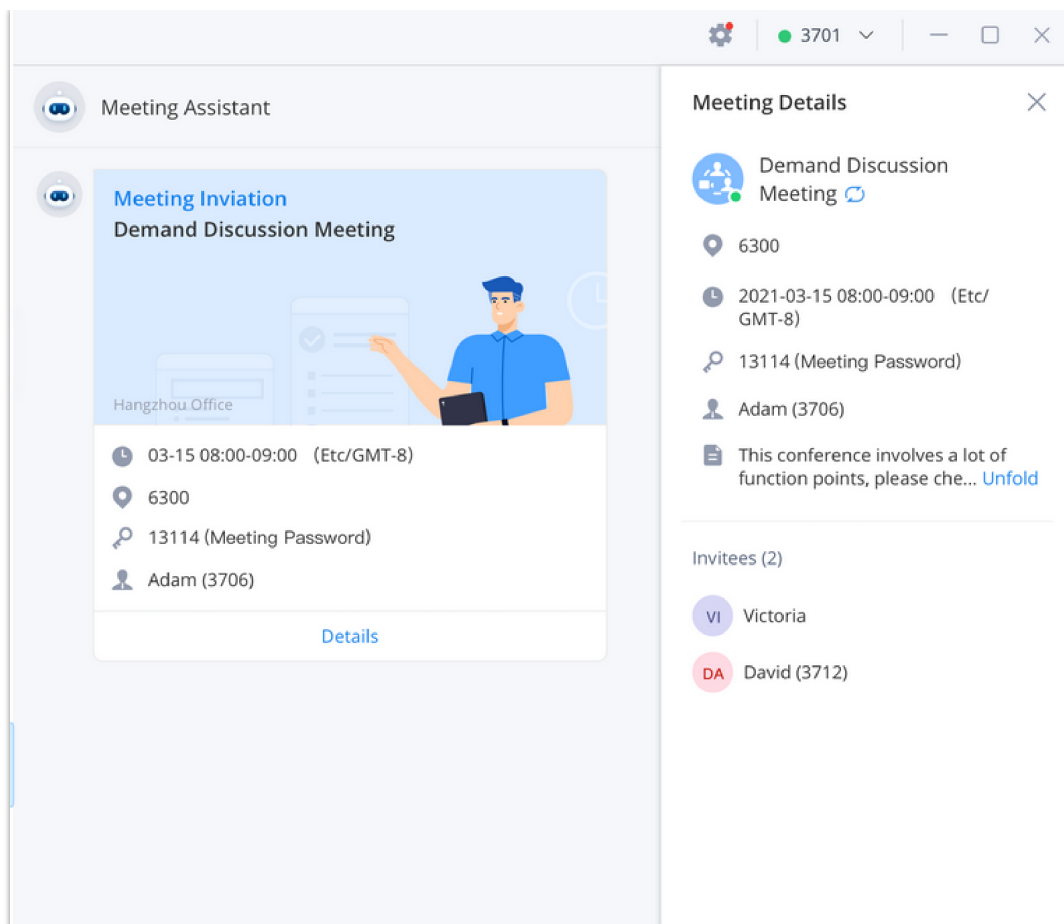 3701
Meeting Assistant
Meeting Inviation
Demand Discussion Meeting
Hangzhou Office
03-15 08:00-09:00 (Etc/GMT-8)
6300
13114 (Meeting Password)
Adam (3706)
Details
Meeting Details
Demand Discussion
Meeting
6300
2021-03-15 08:00-09:00 (Etc/
GMT-8)
13114 (Meeting Password)
Adam (3706)
This conference involves a lot of
function points, please che... Unfold
Invitees (2)
VI Victoria
DA David (3712)